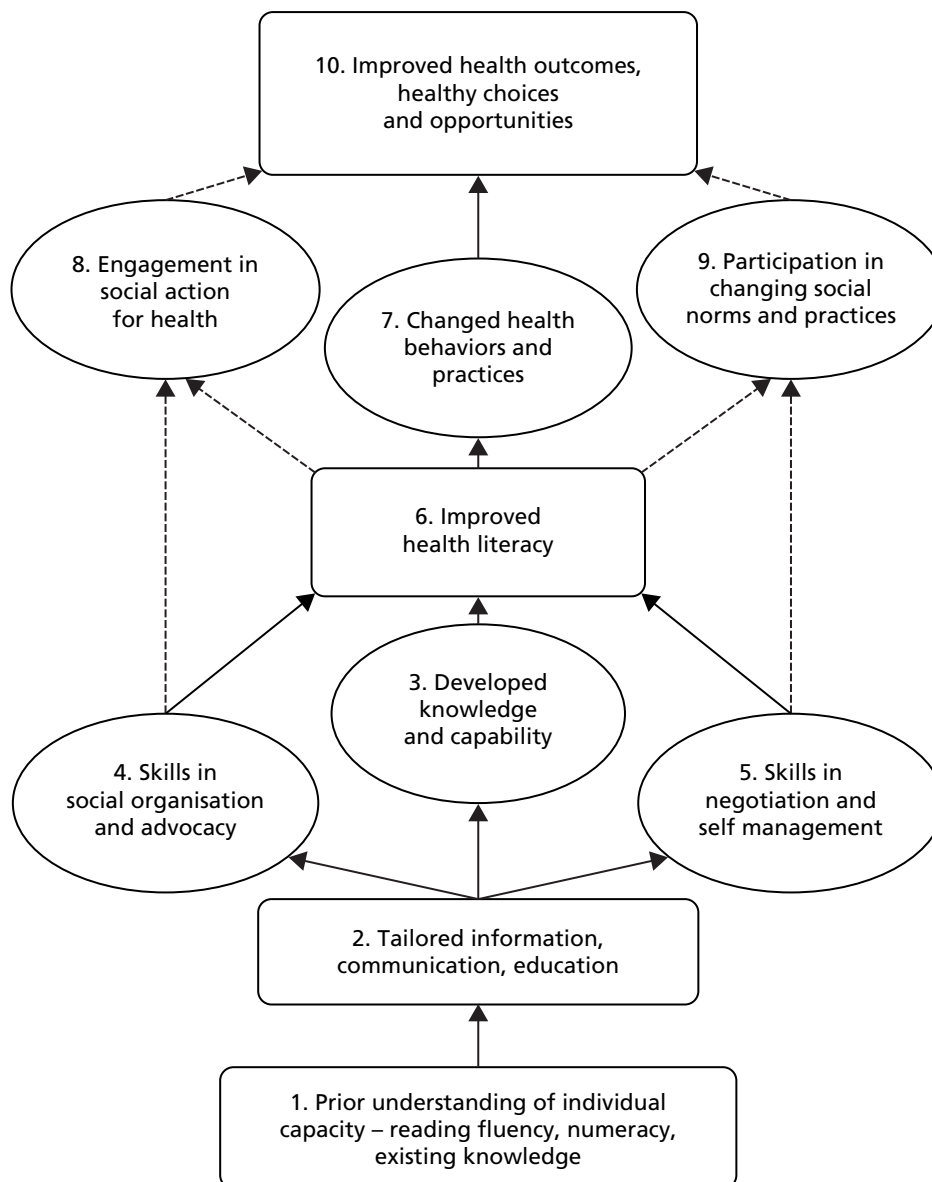 10. Improved health outcomes,
healthy choices
and opportunities
8. Engagement in
social action
for health
7. Changed health
behaviors and
practices
9. Participation in
changing social
norms and practices
6. Improved
health literacy
4. Skills in
social organisation
and advocacy
3. Developed
knowledge
and capability
5. Skills in
negotiation and
self management
2. Tailored information,
communication, education
1. Prior understanding of individual
capacity – reading fluency, numeracy,
existing knowledge